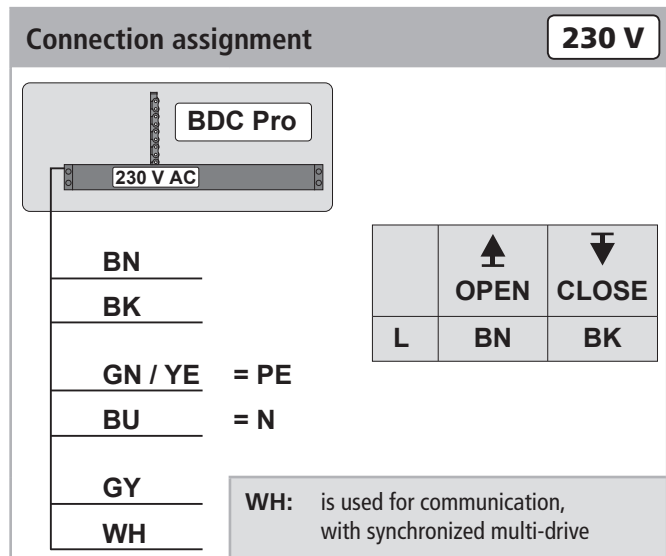 Connection assignment 230 V
BDC Pro
230 V AC
BN
BK
GN / YE = PE
BU = N
GY
WH
OPEN CLOSE
L BN BK
WH: is used for communication,
with synchronized multi-drive